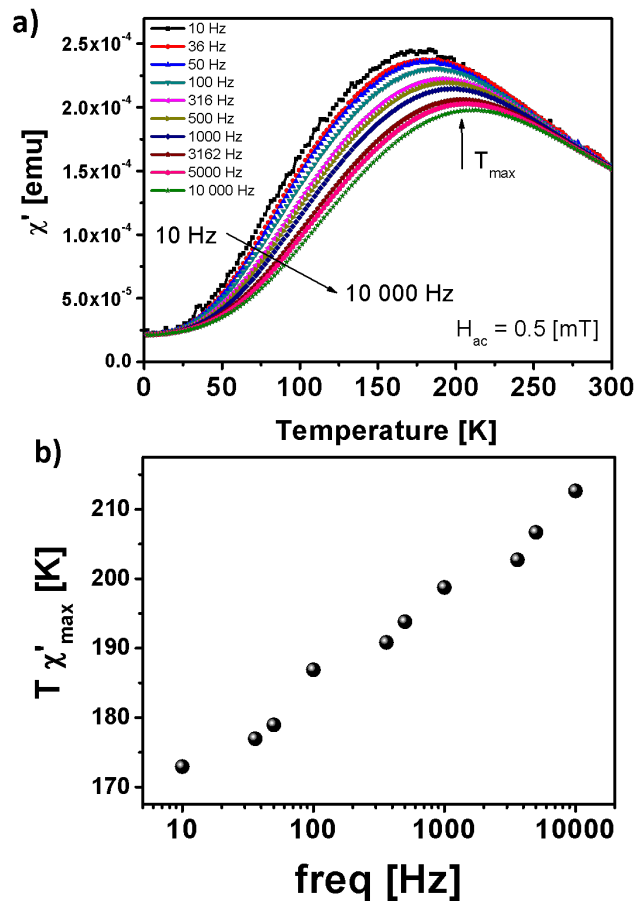 a)
10 Hz
36 Hz
50 Hz
100 Hz
316 Hz
500 Hz
1000 Hz
3162 Hz
5000 Hz
10 000 Hz
2.5x10⁻⁴
2.0x10⁻⁴
1.5x10⁻⁴
1.0x10⁻⁴
5.0x10⁻⁵
0.0
χ' [emu]
T_max
10 Hz
10 000 Hz
H_ac = 0.5 [mT]
0 50 100 150 200 250 300
Temperature [K]
b)
210
200
190
180
170
T χ'_max [K]
10 100 1000 10000
freq [Hz]